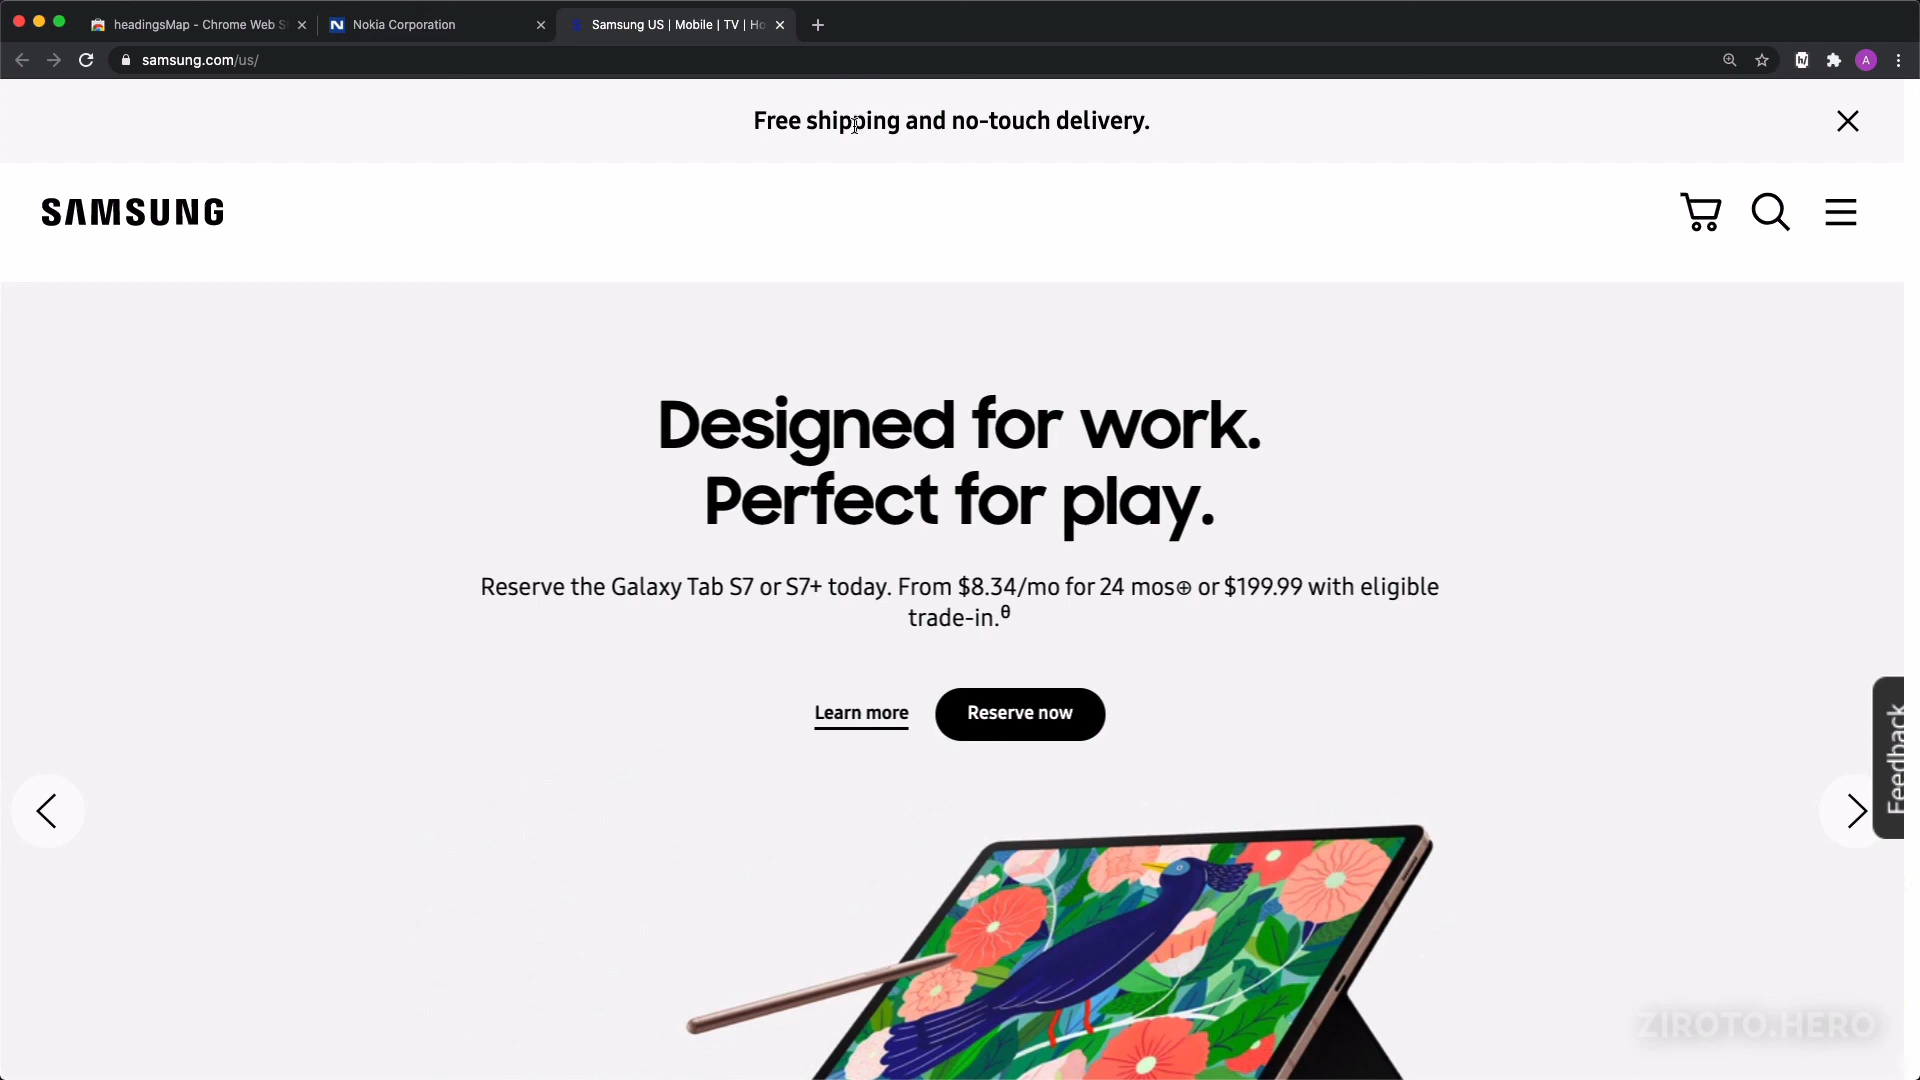 headingsMap - Chrome Web S
Nokia Corporation
Samsung US | Mobile | TV | Ho
samsung.com/us/
A
Free shipping and no-touch delivery.
SAMSUNG
Designed for work.
Perfect for play.
Reserve the Galaxy Tab S7 or S7+ today. From $8.34/mo for 24 mos⊕ or $199.99 with eligible
trade-in.θ
Learn more
Reserve now
Feedback
ZIROTO.HERO